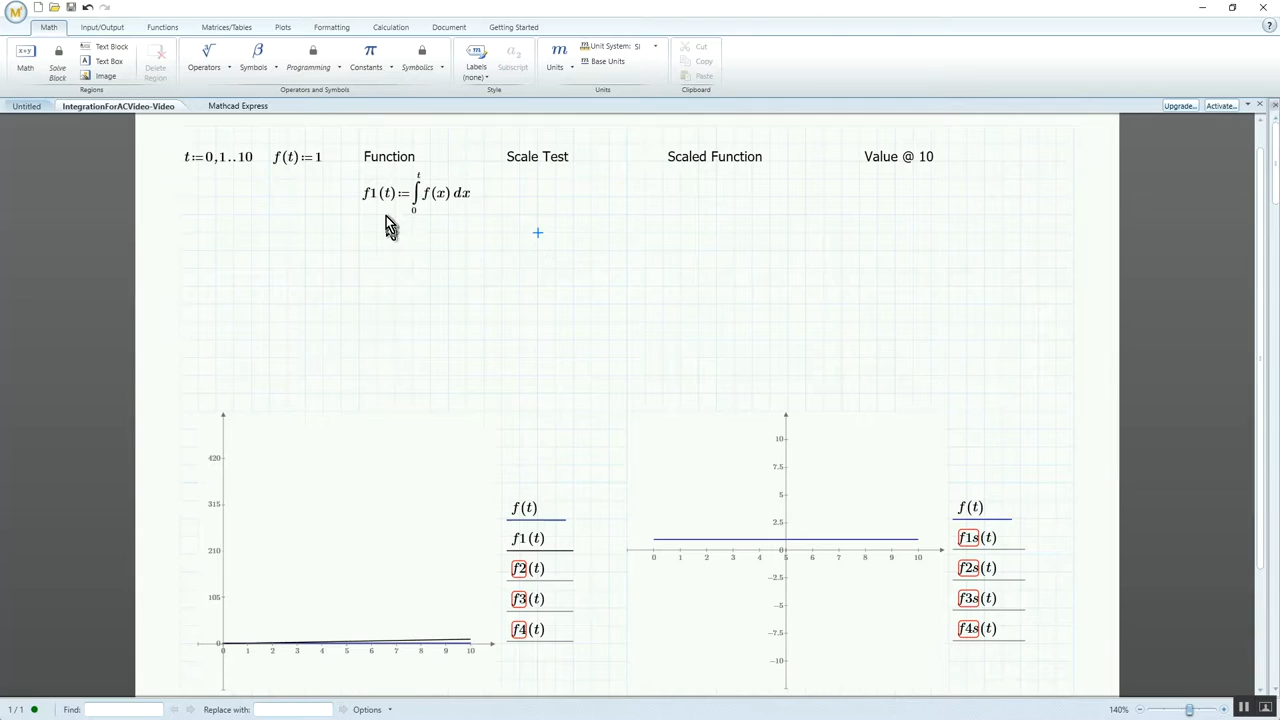 Math Input/Output Functions Matrices/Tables Plots Formatting Calculation Document Getting Started
Math
Solve Block
Text Block
Text Box
Image
Delete Region
Operators
Symbols
Programming
Constants
Symbolics
Labels (none)
Subscript
Units
Unit System: SI
Base Units
Cut
Copy
Paste
Regions
Operators and Symbols
Style
Units
Clipboard
Untitled IntegrationForACVideo-Video Mathcad Express Upgrade... Activate...
t:=0,1..10 f(t):=1 Function Scale Test Scaled Function Value @ 10
f1(t):=∫₀ᵗ f(x) dx
420
315
210
105
0
0 1 2 3 4 5 6 7 8 9 10
f(t)
f1(t)
f2(t)
f3(t)
f4(t)
10
7.5
5
2.5
0
−2.5
−5
−7.5
−10
0 1 2 3 4 5 6 7 8 9 10
f(t)
f1s(t)
f2s(t)
f3s(t)
f4s(t)
1 / 1 Find: Replace with: Options 140%